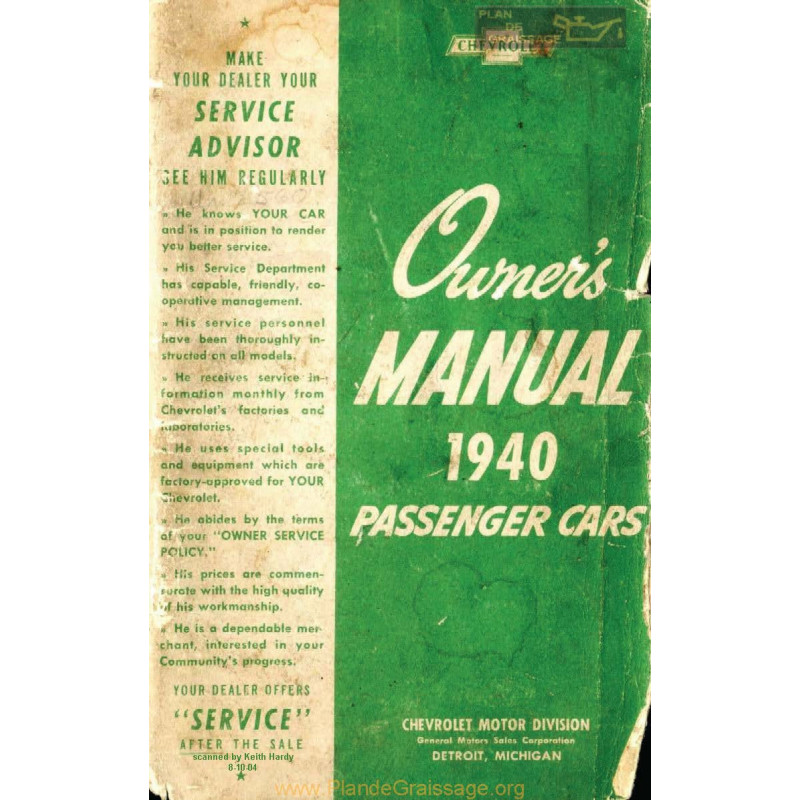 MAKE
YOUR DEALER YOUR
SERVICE
ADVISOR
SEE HIM REGULARLY
» He knows YOUR CAR
and is in position to render
you better service.
» His Service Department
has capable, friendly, co-
operative management.
» His service personnel
have been thoroughly in-
structed on all models.
» He receives service in-
formation monthly from
Chevrolet's factories and
laboratories.
» He uses special tools
and equipment which are
factory-approved for YOUR
Chevrolet.
» He abides by the terms
of your "OWNER SERVICE
POLICY."
» His prices are commen-
surate with the high quality
of his workmanship.
» He is a dependable mer-
chant, interested in your
Community's progress.
YOUR DEALER OFFERS
"SERVICE"
AFTER THE SALE
scanned by Keith Hardy
8-10-04
PLAN
DE
GRAISSAGE
CHEVROLET
Owner's
MANUAL
1940
PASSENGER CARS
CHEVROLET MOTOR DIVISION
General Motors Sales Corporation
DETROIT, MICHIGAN
www.PlandeGraissage.org